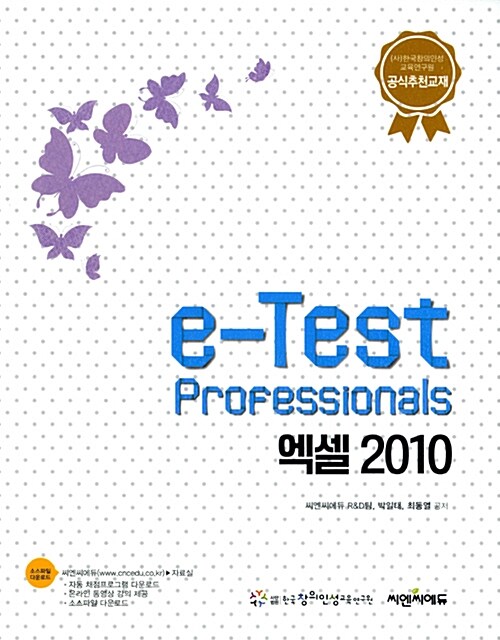 (사)한국창의인성
교육연구원
공식추천교재
e-Test
Professionals
엑셀 2010
씨엔씨에듀 R&D팀, 박일태, 최동열 공저
소스파일
다운로드
씨엔씨에듀(www.cncedu.co.kr)▶자료실
· 자동 채점프로그램 다운로드
· 온라인 동영상 강의 제공
· 소스파일 다운로드
사단법인 한국창의인성교육연구원
씨엔씨에듀